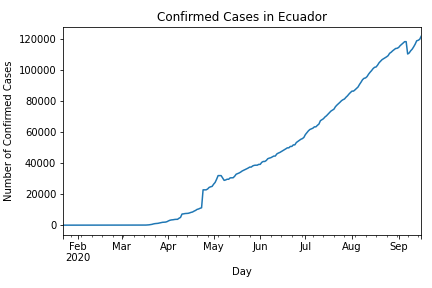 Confirmed Cases in Ecuador
120000
100000
80000
60000
40000
20000
0
Number of Confirmed Cases
Feb
2020
Mar
Apr
May
Jun
Jul
Aug
Sep
Day